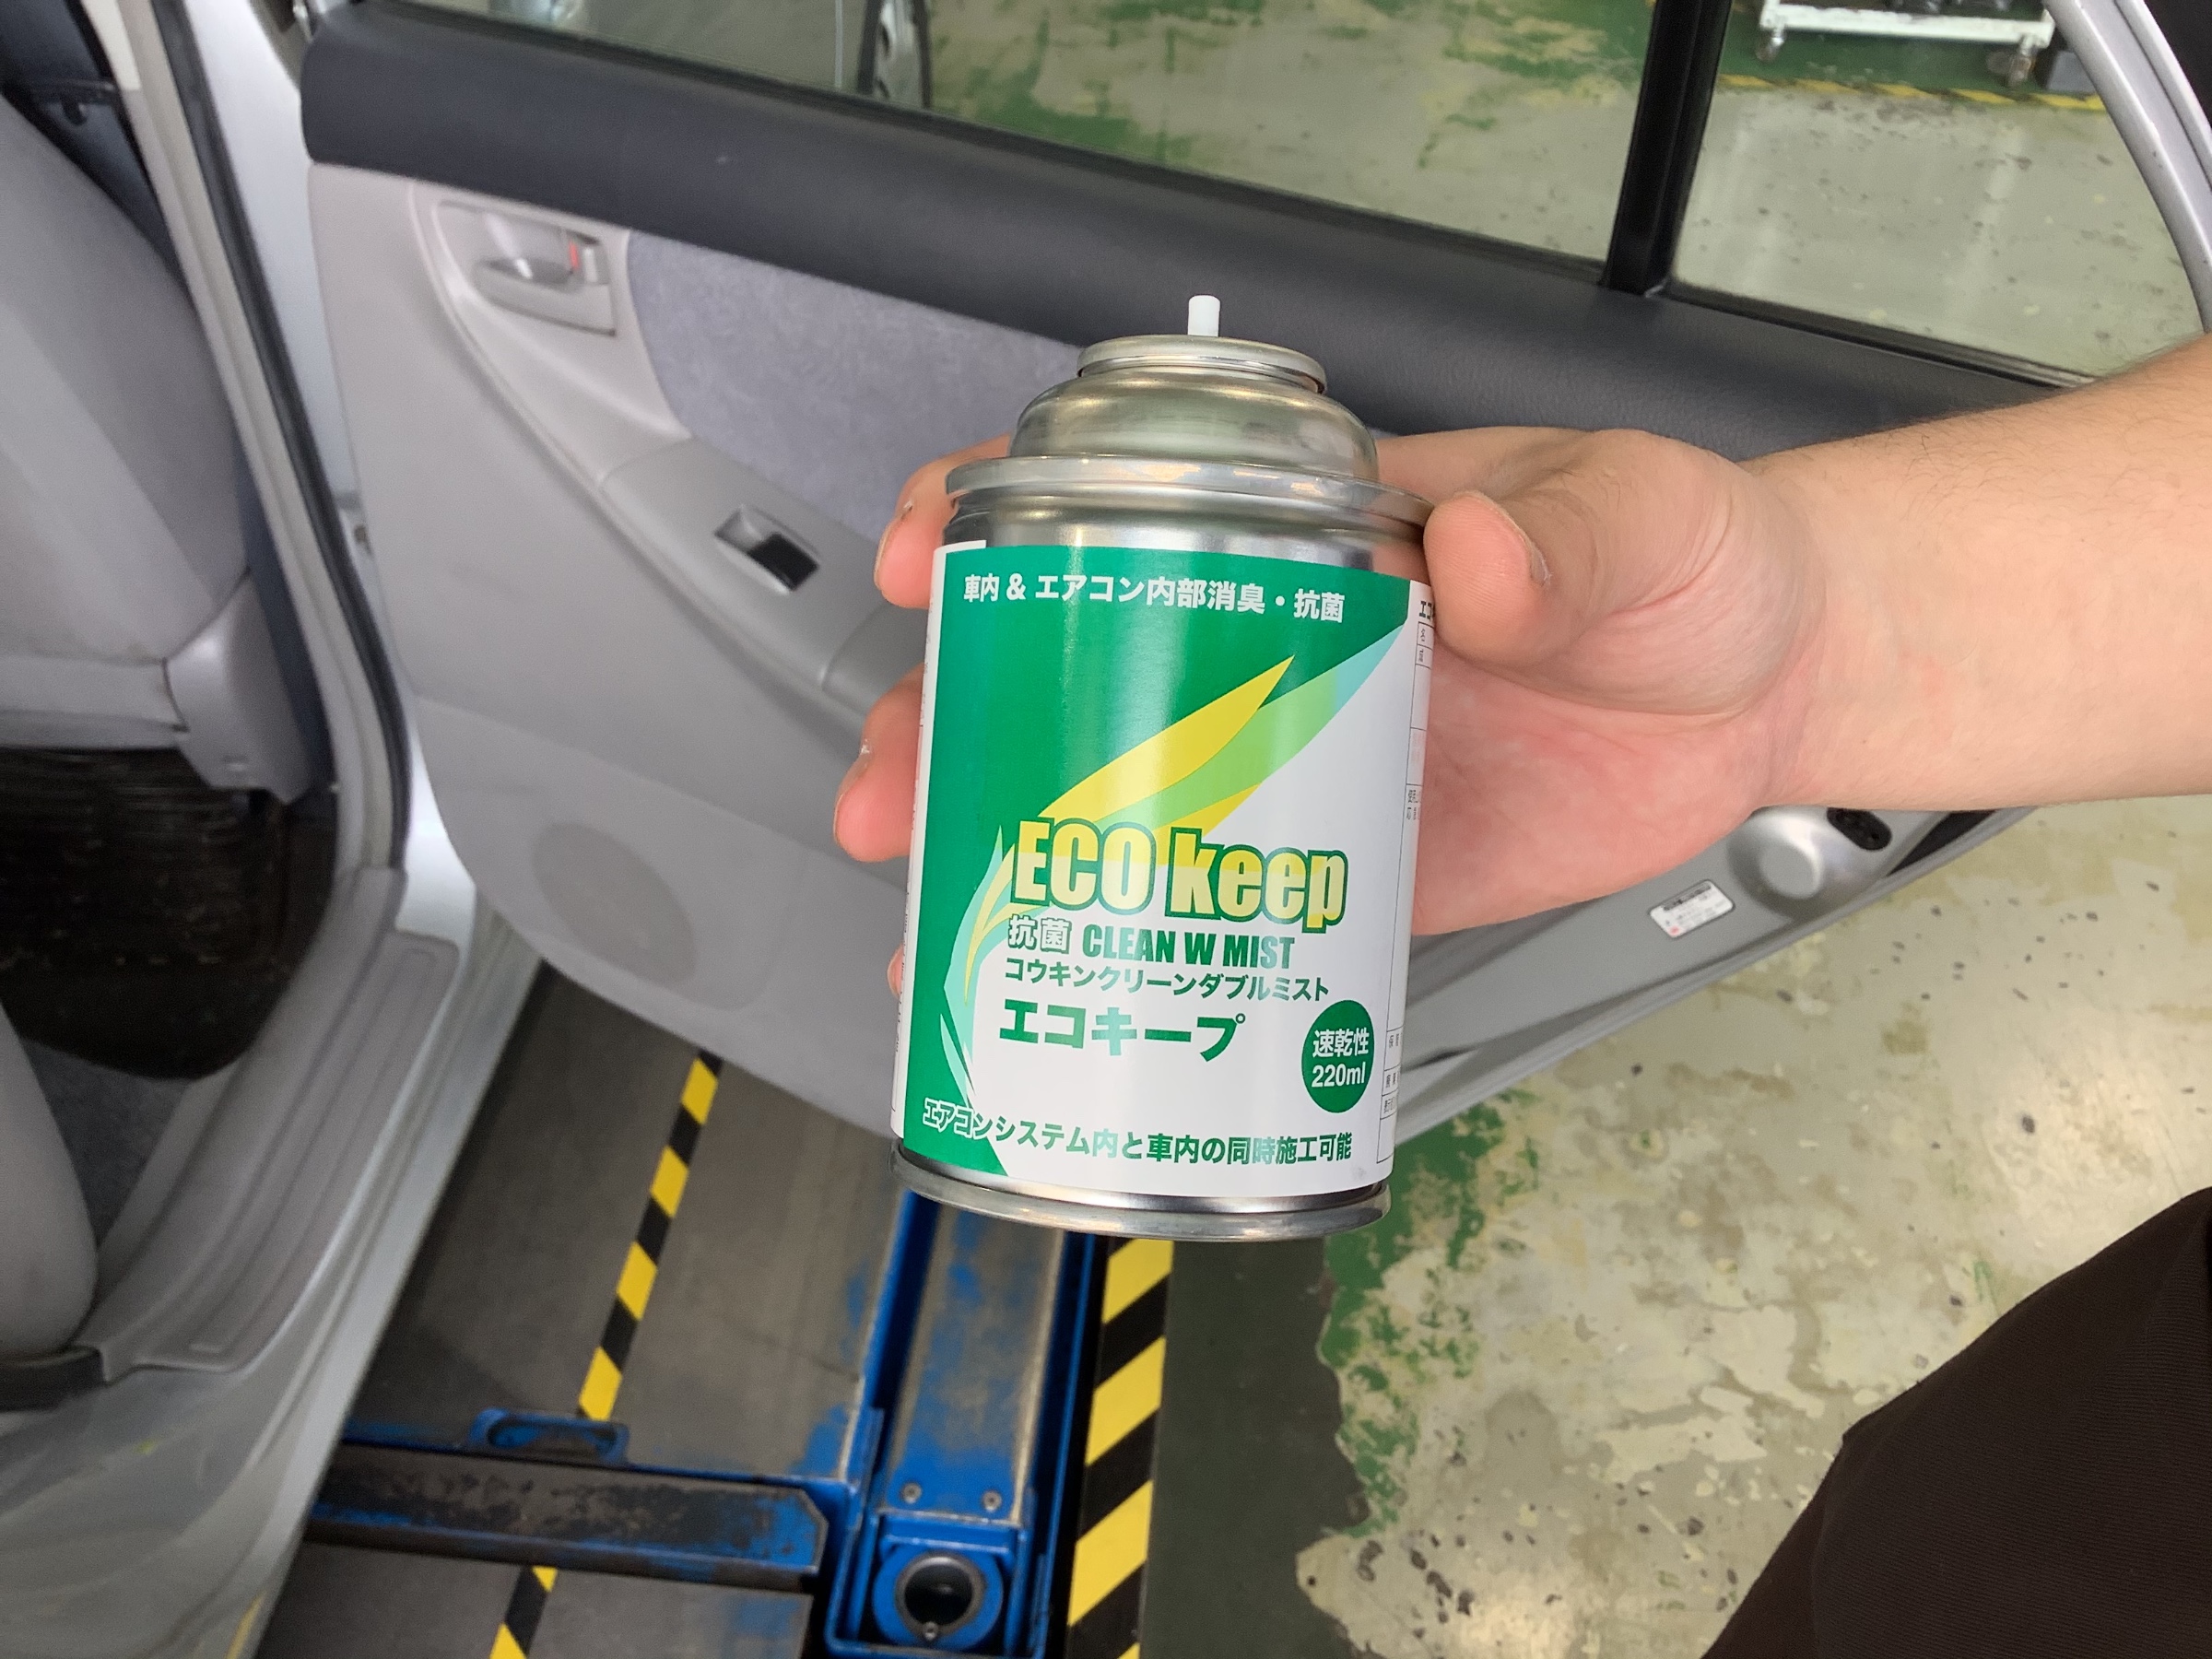 車内 & エアコン内部消臭・抗菌
ECO keep
抗菌 CLEAN W MIST
コウキンクリーンダブルミスト
エコキープ
速乾性
220ml
エアコンシステム内と車内の同時施工可能